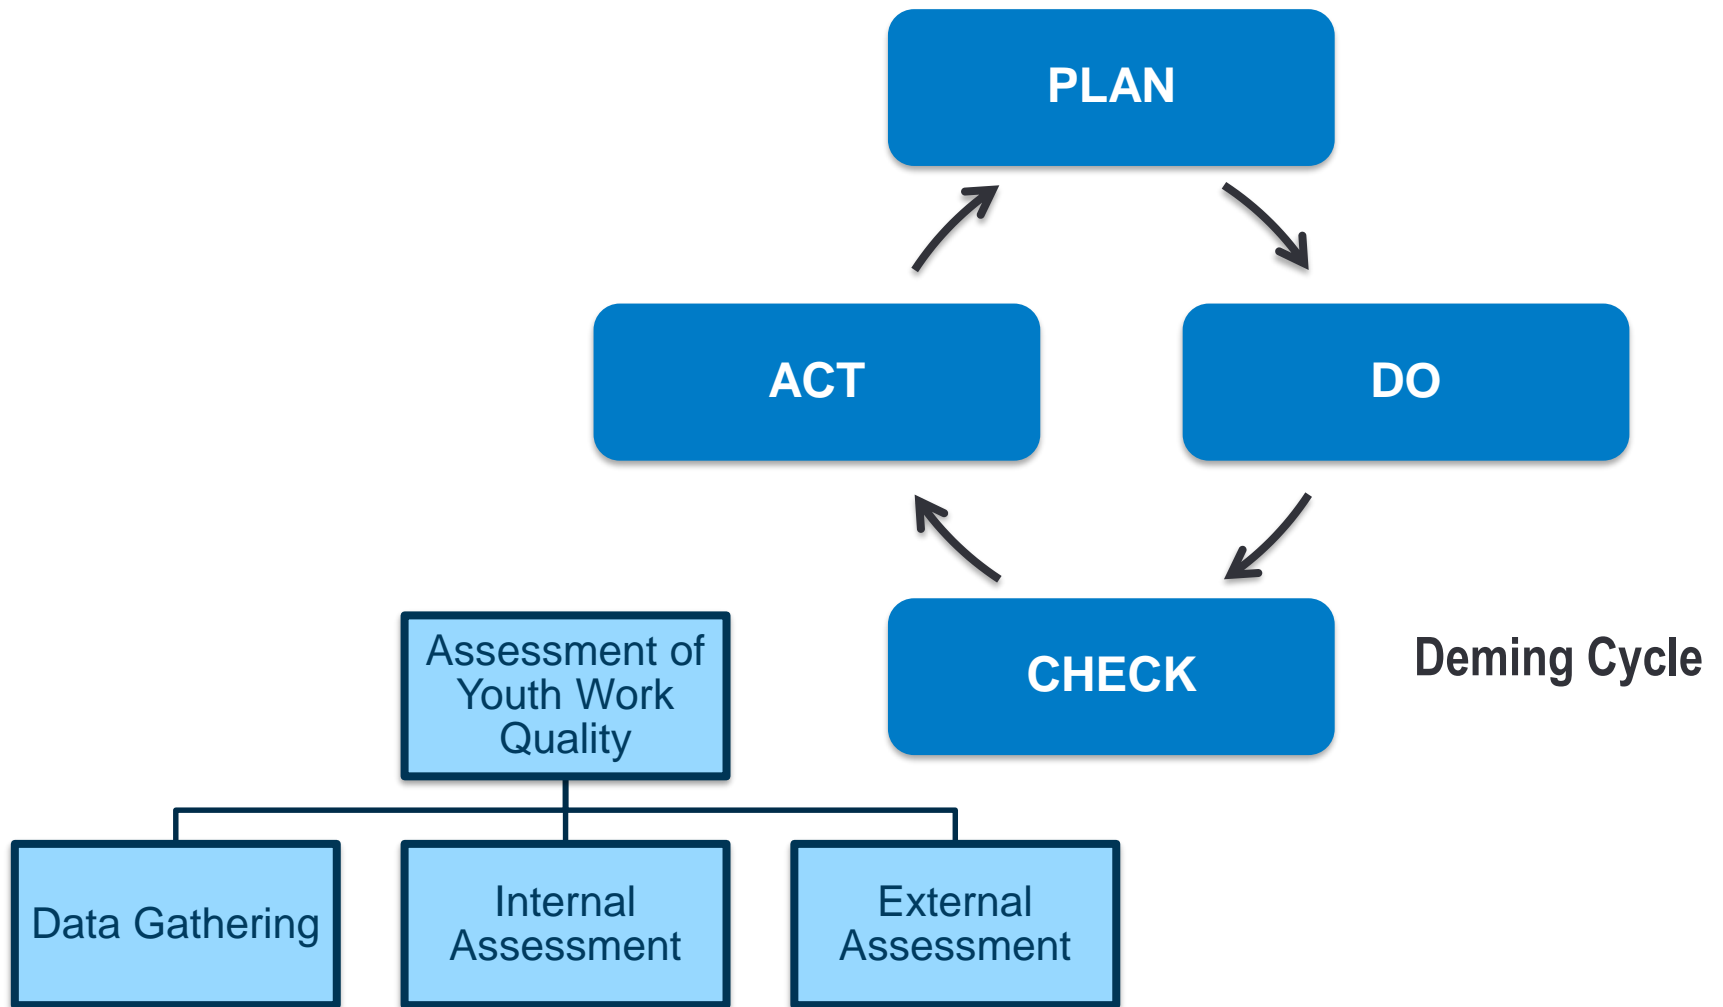 PLAN
ACT
DO
CHECK
Deming Cycle
Assessment of
Youth Work
Quality
Data Gathering
Internal
Assessment
External
Assessment